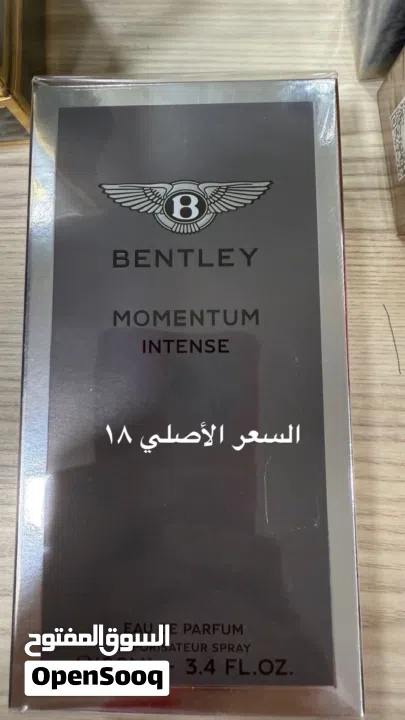 B
BENTLEY
MOMENTUM
INTENSE
السعر الأصلي ١٨
EAU DE PARFUM
VAPORISATEUR SPRAY
3.4 FL.OZ.
السوق المفتوح
OpenSooq